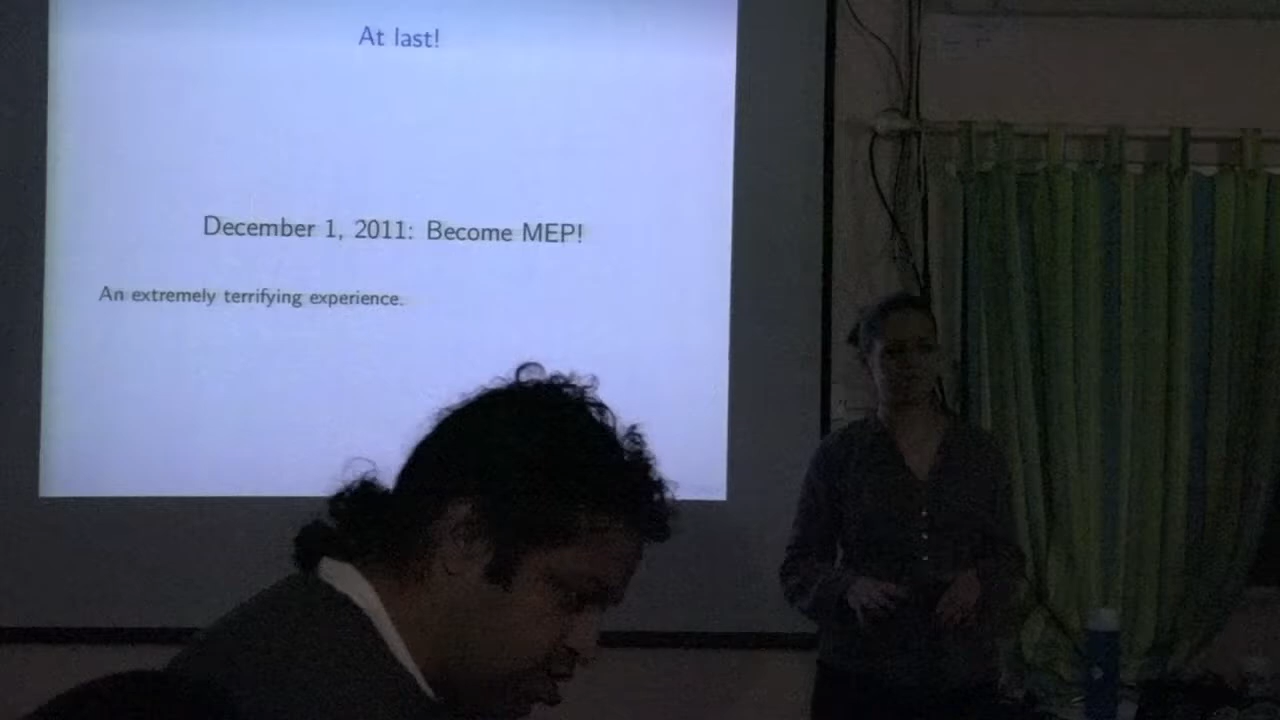 At last!
December 1, 2011: Become MEP!
An extremely terrifying experience.